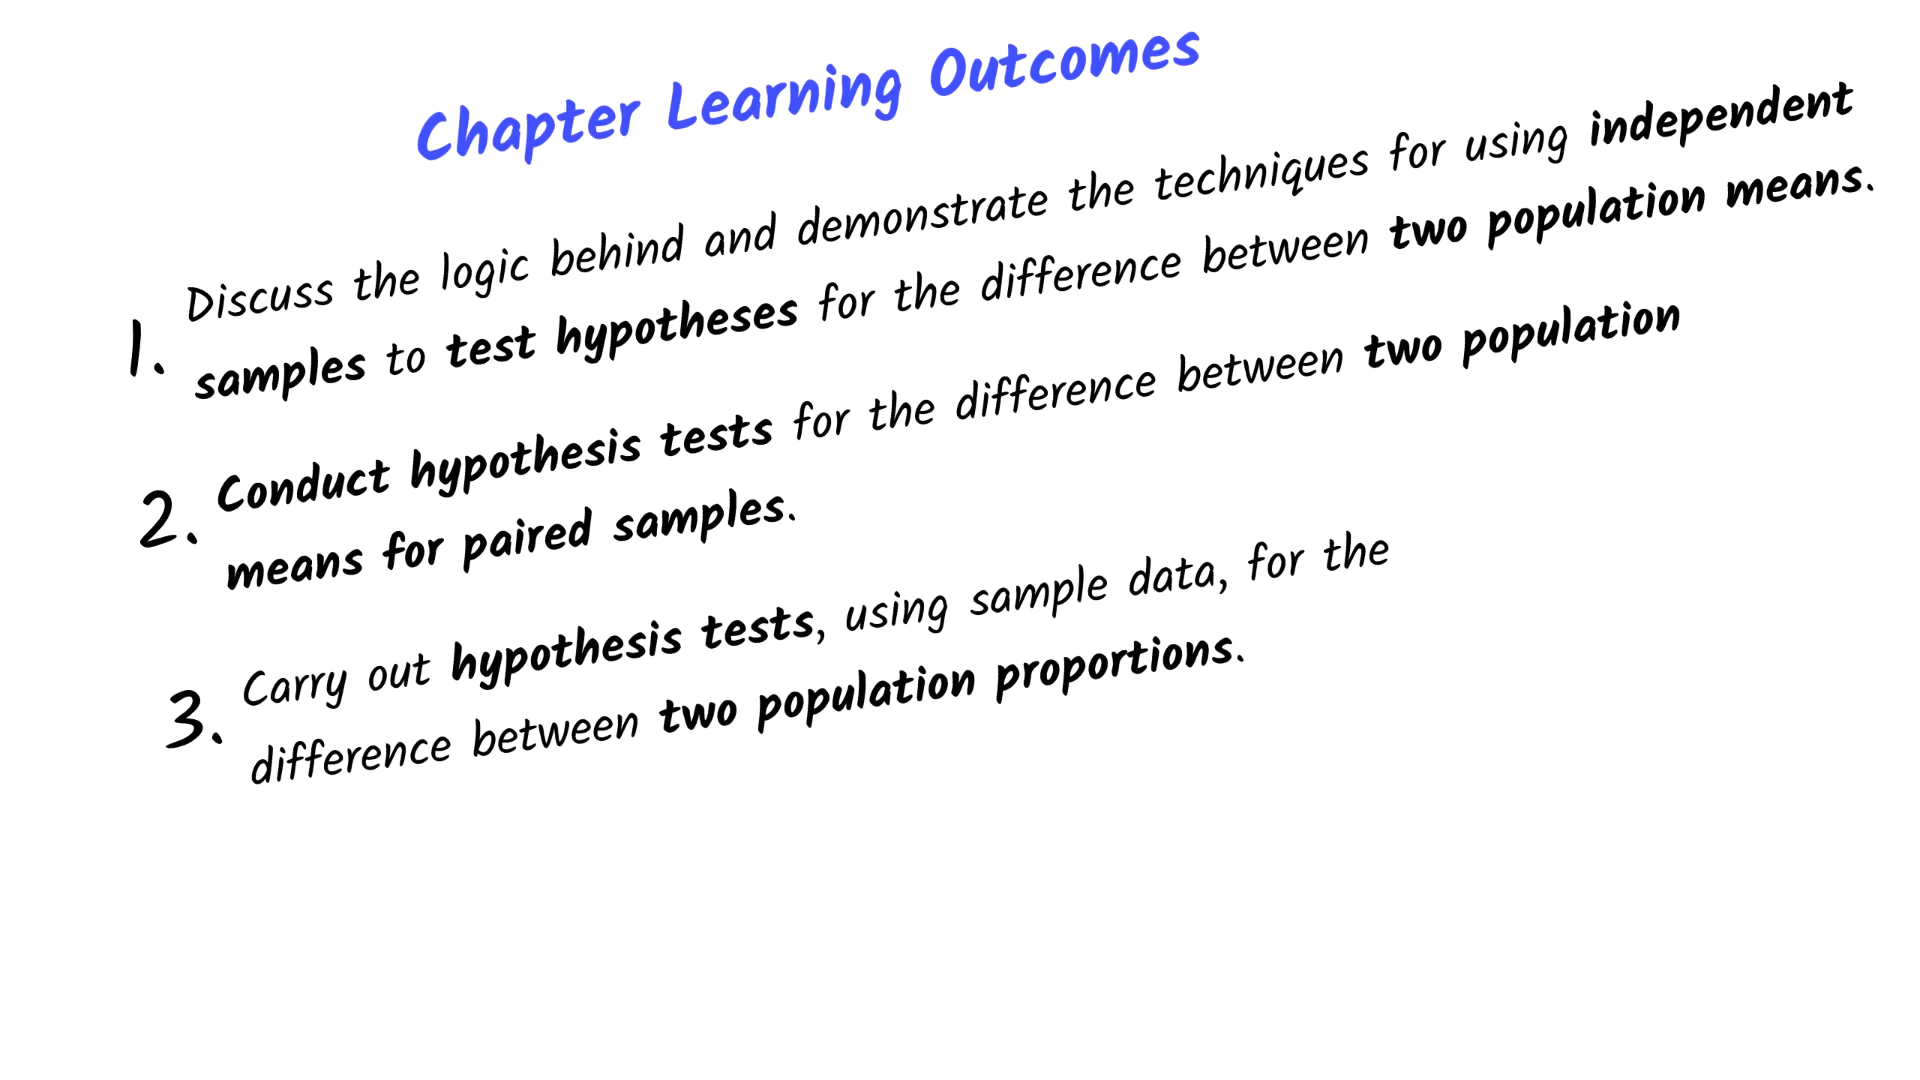 Chapter Learning Outcomes
1. Discuss the logic behind and demonstrate the techniques for using independent
samples to test hypotheses for the difference between two population means.
2. Conduct hypothesis tests for the difference between two population
means for paired samples.
3. Carry out hypothesis tests, using sample data, for the
difference between two population proportions.